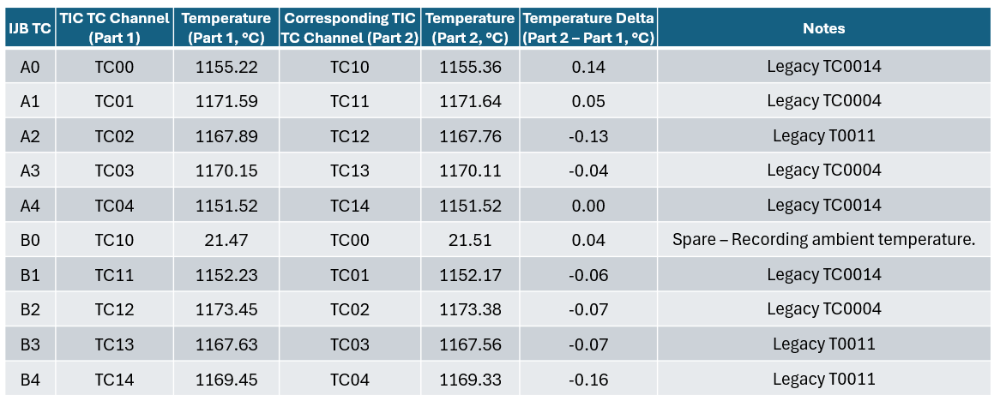 IJB TC | TIC TC Channel (Part 1) | Temperature (Part 1, °C) | Corresponding TIC TC Channel (Part 2) | Temperature (Part 2, °C) | Temperature Delta (Part 2 – Part 1, °C) | Notes
A0 | TC00 | 1155.22 | TC10 | 1155.36 | 0.14 | Legacy TC0014
A1 | TC01 | 1171.59 | TC11 | 1171.64 | 0.05 | Legacy TC0004
A2 | TC02 | 1167.89 | TC12 | 1167.76 | -0.13 | Legacy T0011
A3 | TC03 | 1170.15 | TC13 | 1170.11 | -0.04 | Legacy TC0004
A4 | TC04 | 1151.52 | TC14 | 1151.52 | 0.00 | Legacy TC0014
B0 | TC10 | 21.47 | TC00 | 21.51 | 0.04 | Spare – Recording ambient temperature.
B1 | TC11 | 1152.23 | TC01 | 1152.17 | -0.06 | Legacy TC0014
B2 | TC12 | 1173.45 | TC02 | 1173.38 | -0.07 | Legacy TC0004
B3 | TC13 | 1167.63 | TC03 | 1167.56 | -0.07 | Legacy T0011
B4 | TC14 | 1169.45 | TC04 | 1169.33 | -0.16 | Legacy T0011